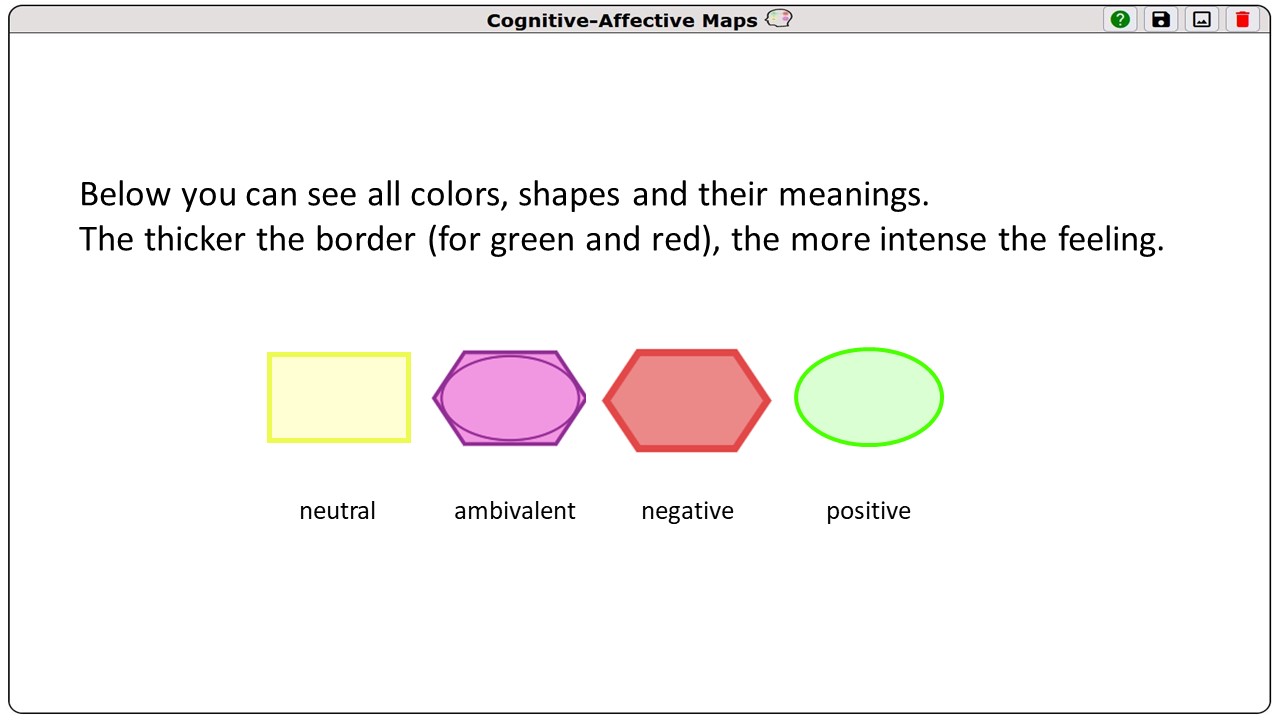 Cognitive-Affective Maps
Below you can see all colors, shapes and their meanings.
The thicker the border (for green and red), the more intense the feeling.
neutral ambivalent negative positive